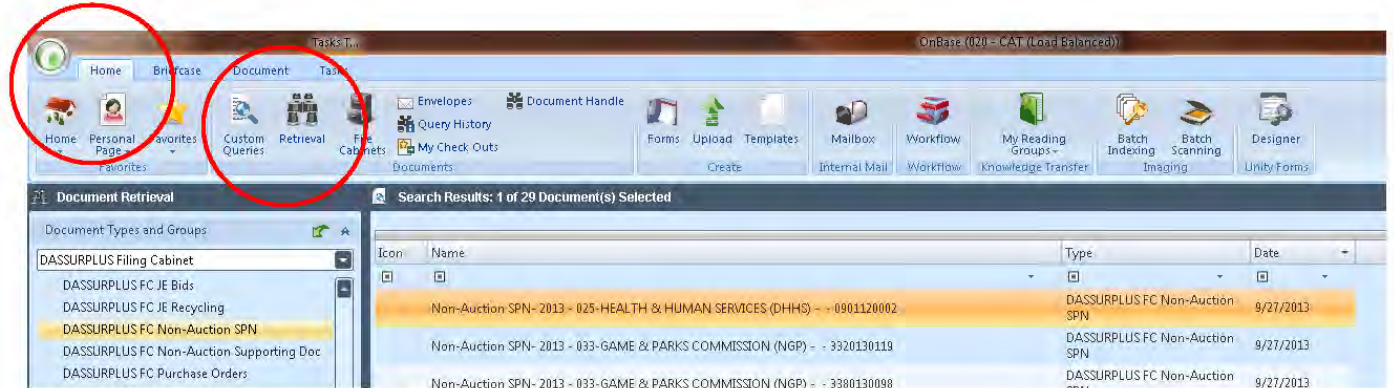 Tasks T...
OnBase (020 - CAT (Load Balanced))
Home Briefcase Document Tasks
Home Personal Page Favorites
Favorites
Custom Queries Retrieval File Cabinets
Envelopes Document Handle
Query History
My Check Outs
Documents
Forms Upload Templates
Create
Mailbox
Internal Mail
Workflow
Workflow
My Reading Groups
Knowledge Transfer
Batch Indexing Batch Scanning
Imaging
Designer
Unity Forms
Document Retrieval
Search Results: 1 of 29 Document(s) Selected
Document Types and Groups
DASSURPLUS Filing Cabinet
DASSURPLUS FC JE Bids
DASSURPLUS FC JE Recycling
DASSURPLUS FC Non-Auction SPN
DASSURPLUS FC Non-Auction Supporting Doc
DASSURPLUS FC Purchase Orders
Icon Name Type Date
Non-Auction SPN- 2013 - 025-HEALTH & HUMAN SERVICES (DHHS) - - 0901120002 DASSURPLUS FC Non-Auction SPN 9/27/2013
Non-Auction SPN- 2013 - 033-GAME & PARKS COMMISSION (NGP) - - 3320130119 DASSURPLUS FC Non-Auction SPN 9/27/2013
Non-Auction SPN- 2013 - 033-GAME & PARKS COMMISSION (NGP) - - 3380130098 DASSURPLUS FC Non-Auction 9/27/2013